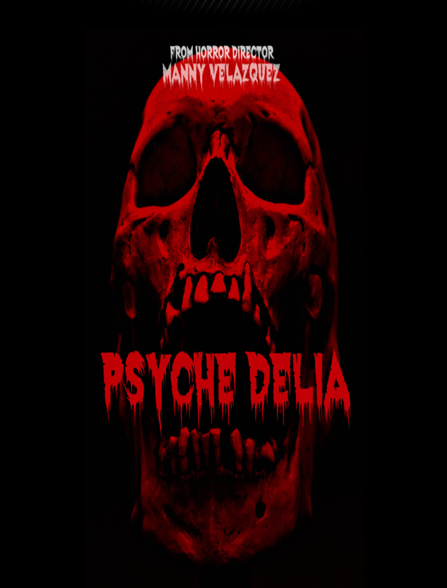 FROM HORROR DIRECTOR
MANNY VELAZQUEZ
PSYCHE DELIA